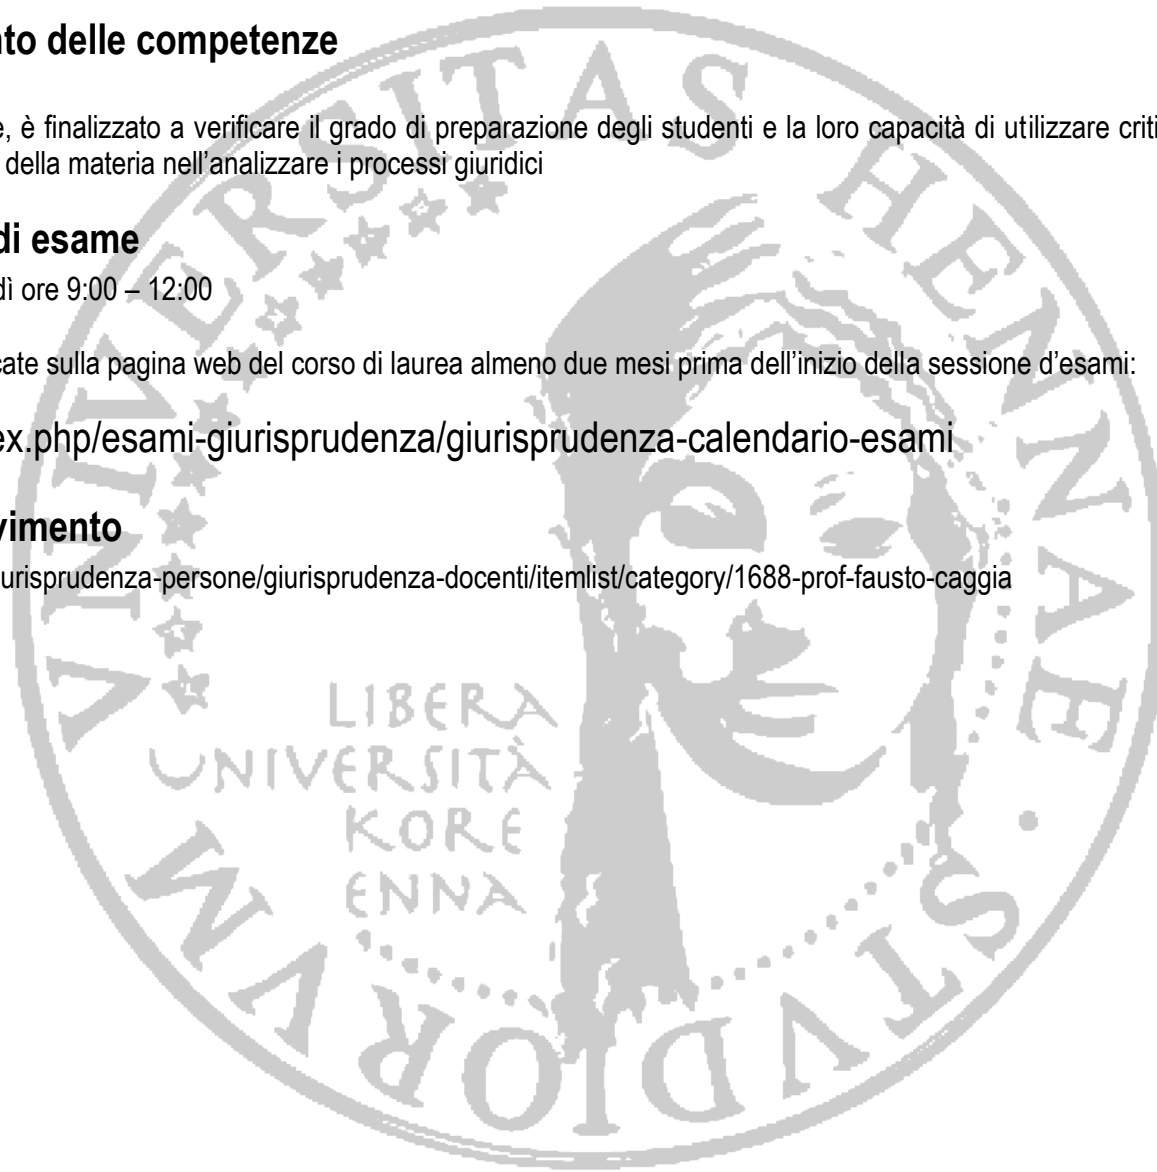 nto delle competenze
e, è finalizzato a verificare il grado di preparazione degli studenti e la loro capacità di utilizzare criti
della materia nell'analizzare i processi giuridici
di esame
dì ore 9:00 – 12:00
cate sulla pagina web del corso di laurea almeno due mesi prima dell'inizio della sessione d'esami:
ex.php/esami-giurisprudenza/giurisprudenza-calendario-esami
vimento
urisprudenza-persone/giurisprudenza-docenti/itemlist/category/1688-prof-fausto-caggia
VNIVERSITAS HENNAE · STVDIORVM
LIBERA
UNIVERSITÀ
KORE
ENNA